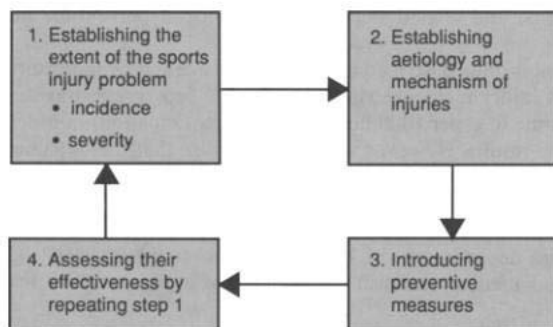 1. Establishing the
extent of the sports
injury problem
• incidence
• severity
2. Establishing
aetiology and
mechanism of
injuries
3. Introducing
preventive
measures
4. Assessing their
effectiveness by
repeating step 1